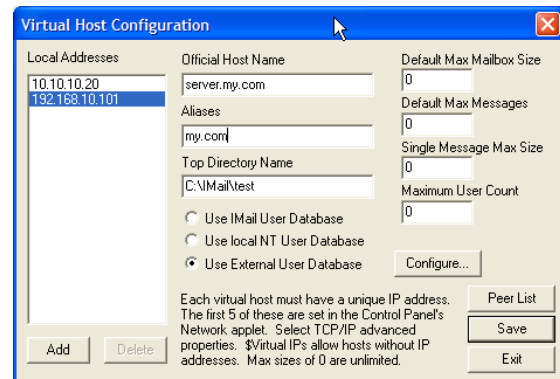 Virtual Host Configuration
Local Addresses
10.10.10.20
192.168.10.101
Add
Delete
Official Host Name
server.my.com
Aliases
my.com
Top Directory Name
C:\IMail\test
Use IMail User Database
Use local NT User Database
Use External User Database
Default Max Mailbox Size
0
Default Max Messages
0
Single Message Max Size
0
Maximum User Count
0
Configure...
Each virtual host must have a unique IP address.
The first 5 of these are set in the Control Panel's
Network applet.  Select TCP/IP advanced
properties.  $Virtual IPs allow hosts without IP
addresses.  Max sizes of 0 are unlimited.
Peer List
Save
Exit